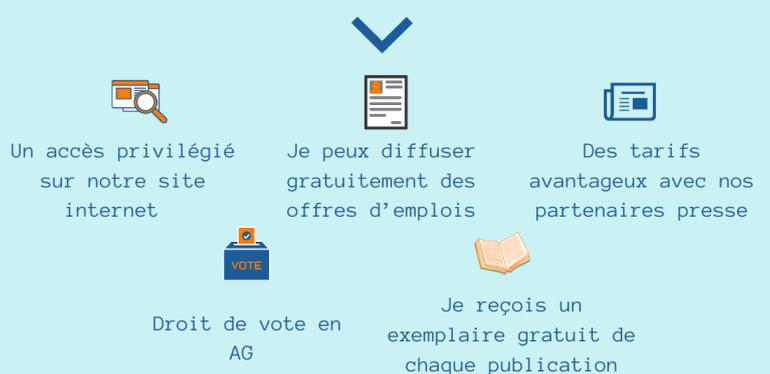 Un accès privilégié
sur notre site
internet
Je peux diffuser
gratuitement des
offres d'emplois
Des tarifs
avantageux avec nos
partenaires presse
VOTE
Droit de vote en
AG
Je reçois un
exemplaire gratuit de
chaque publication